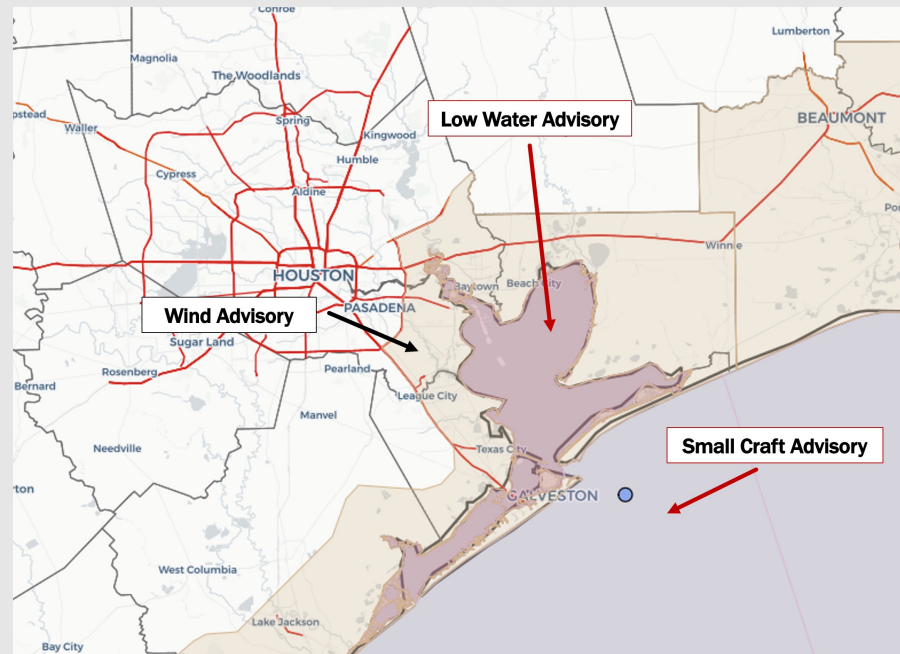 Conroe
Lumberton
Magnolia
The Woodlands
pstead
Waller
Spring
Kingwood
Low Water Advisory
BEAUMONT
Humble
Cypress
Aldine
Winnie
HOUSTON
Baytown
Beach City
Wind Advisory
PASADENA
Sugar Land
Rosenberg
Pearland
Bernard
League City
Manvel
Needville
Texas City
Small Craft Advisory
rton
GALVESTON
West Columbia
Lake Jackson
Bay City